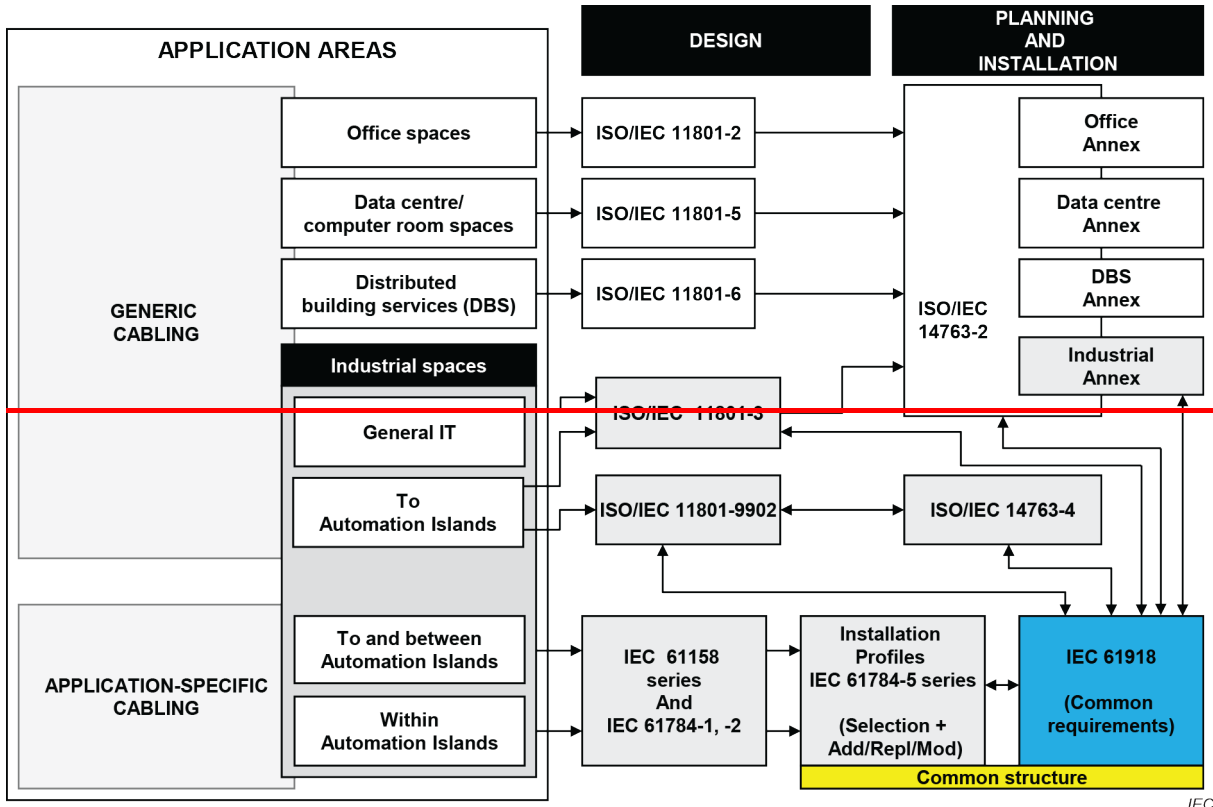 APPLICATION AREAS
DESIGN
PLANNING
AND
INSTALLATION
GENERIC
CABLING
Office spaces
ISO/IEC 11801-2
Office
Annex
Data centre/
computer room spaces
ISO/IEC 11801-5
Data centre
Annex
Distributed
building services (DBS)
ISO/IEC 11801-6
DBS
Annex
ISO/IEC
14763-2
Industrial spaces
Industrial
Annex
General IT
ISO/IEC 11801-3
To
Automation Islands
ISO/IEC 11801-9902
ISO/IEC 14763-4
APPLICATION-SPECIFIC
CABLING
To and between
Automation Islands
Within
Automation Islands
IEC 61158
series
And
IEC 61784-1, -2
Installation
Profiles
IEC 61784-5 series
(Selection +
Add/Repl/Mod)
IEC 61918
(Common
requirements)
Common structure
IEC